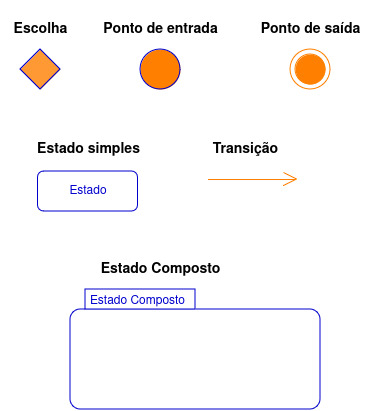 Escolha
Ponto de entrada
Ponto de saída
Estado simples
Transição
Estado
Estado Composto
Estado Composto